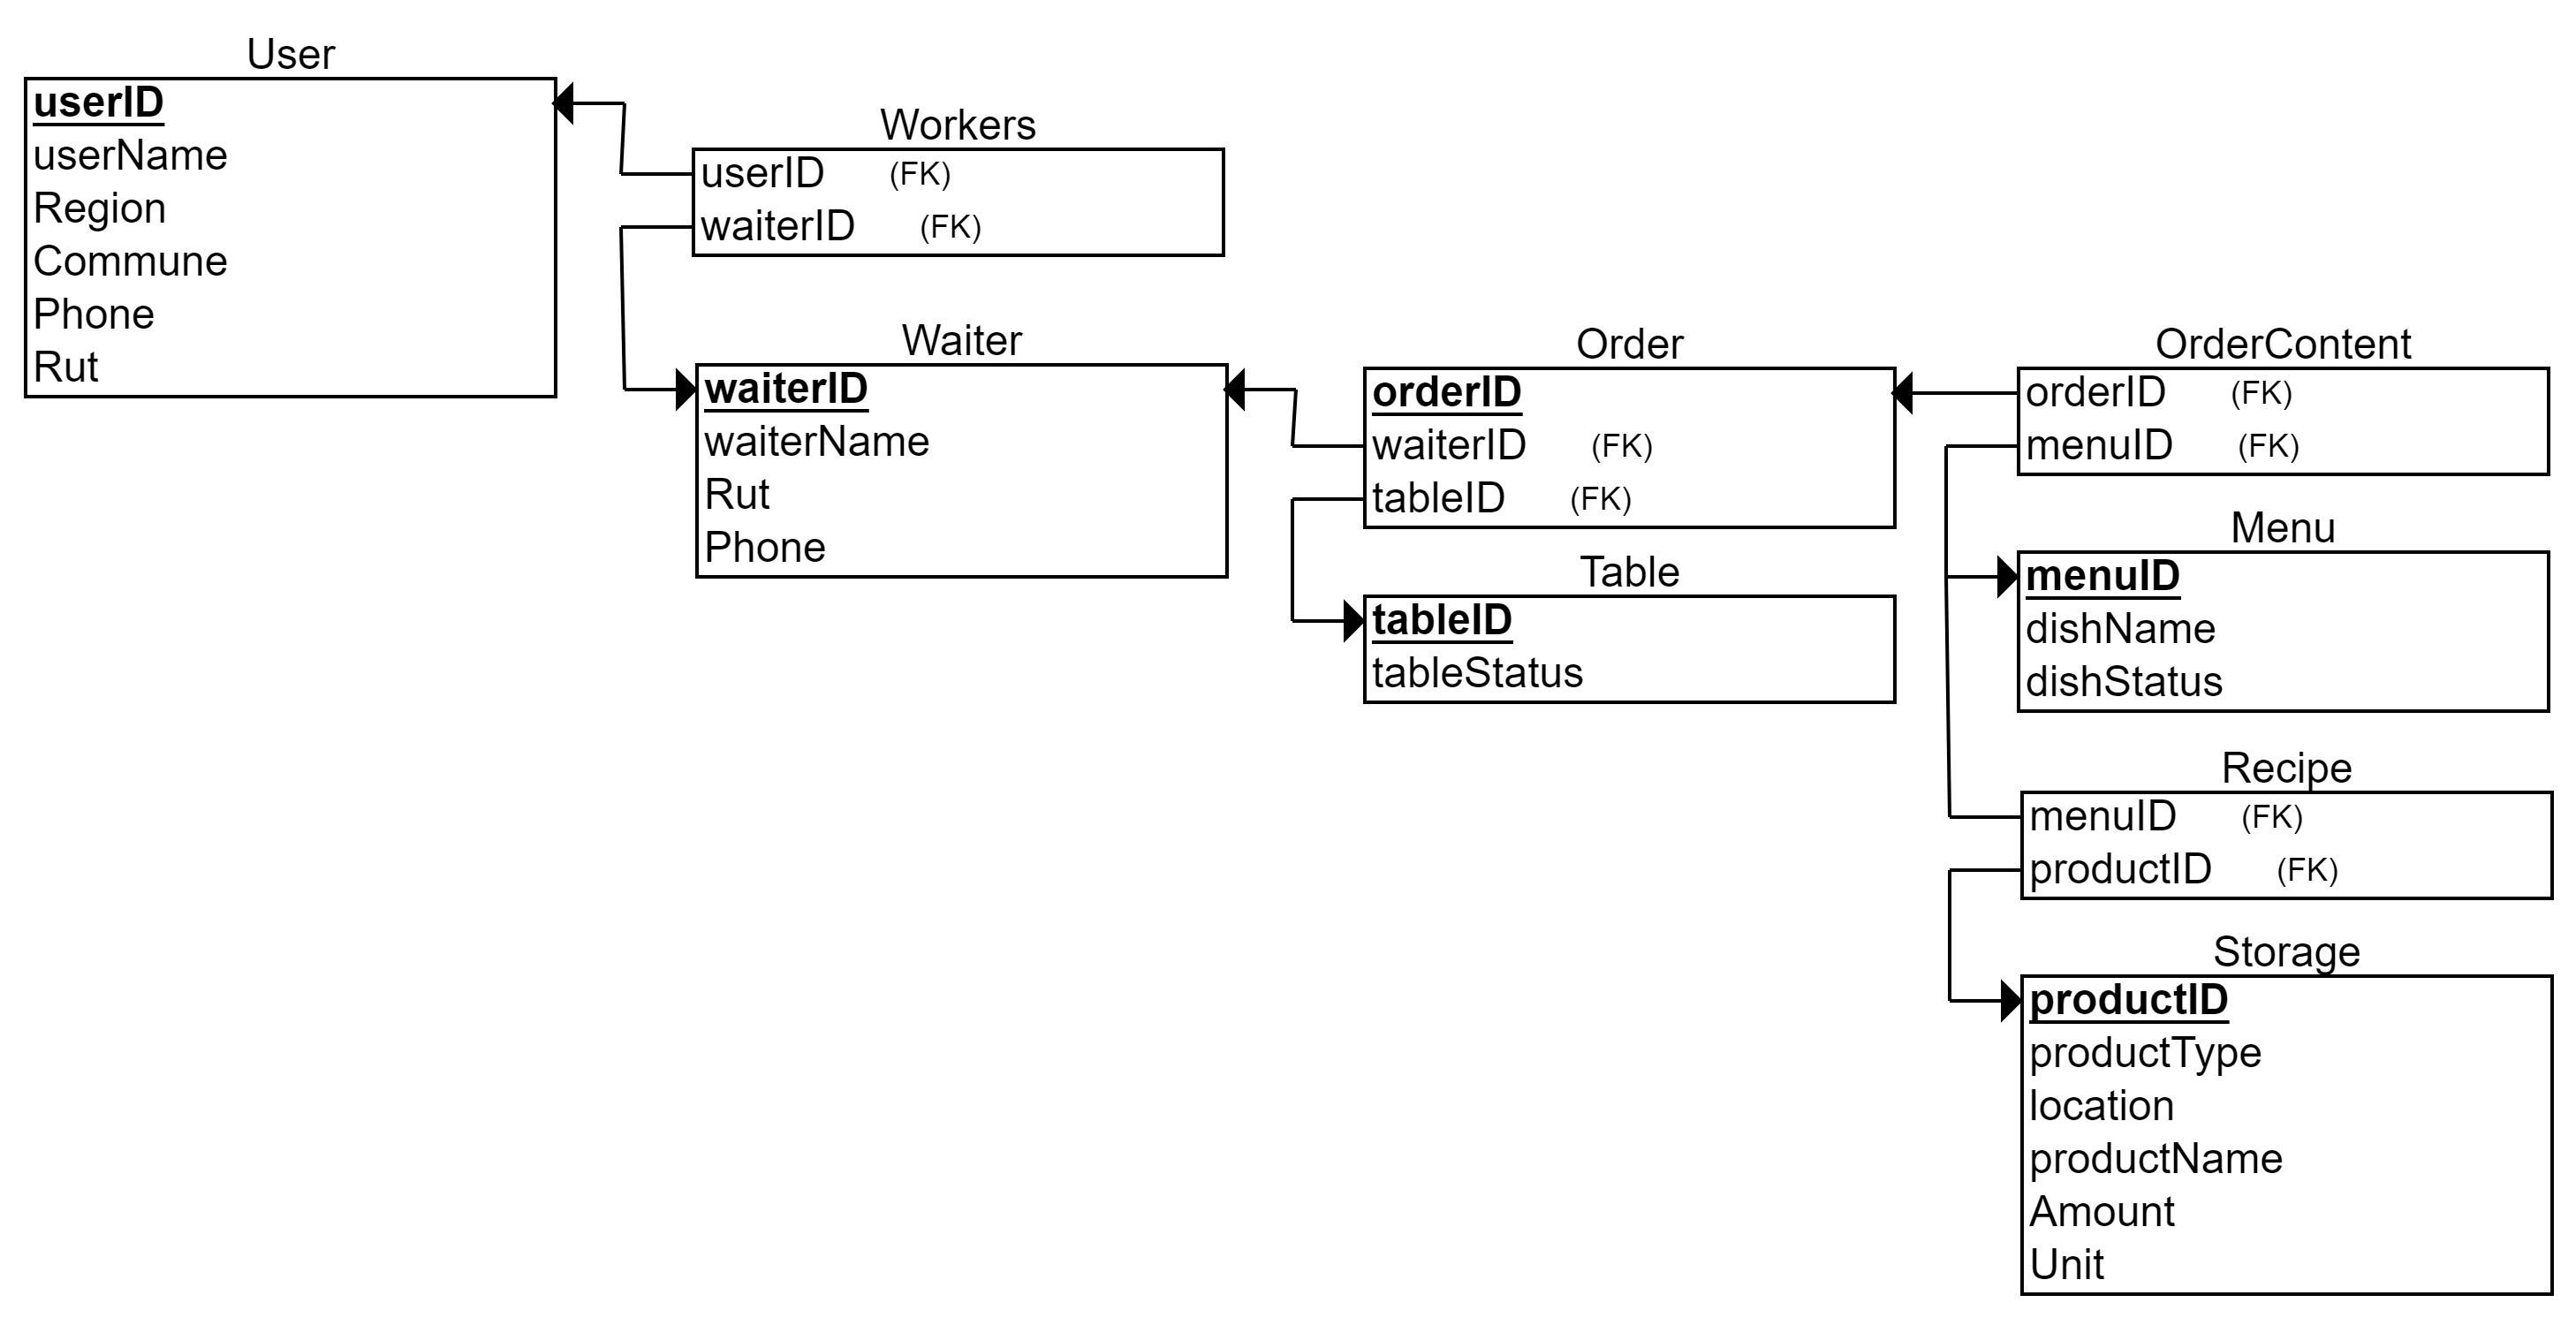 User
userID
userName
Region
Commune
Phone
Rut
Workers
userID (FK)
waiterID (FK)
Waiter
waiterID
waiterName
Rut
Phone
Order
orderID
waiterID (FK)
tableID (FK)
Table
tableID
tableStatus
OrderContent
orderID (FK)
menuID (FK)
Menu
menuID
dishName
dishStatus
Recipe
menuID (FK)
productID (FK)
Storage
productID
productType
location
productName
Amount
Unit